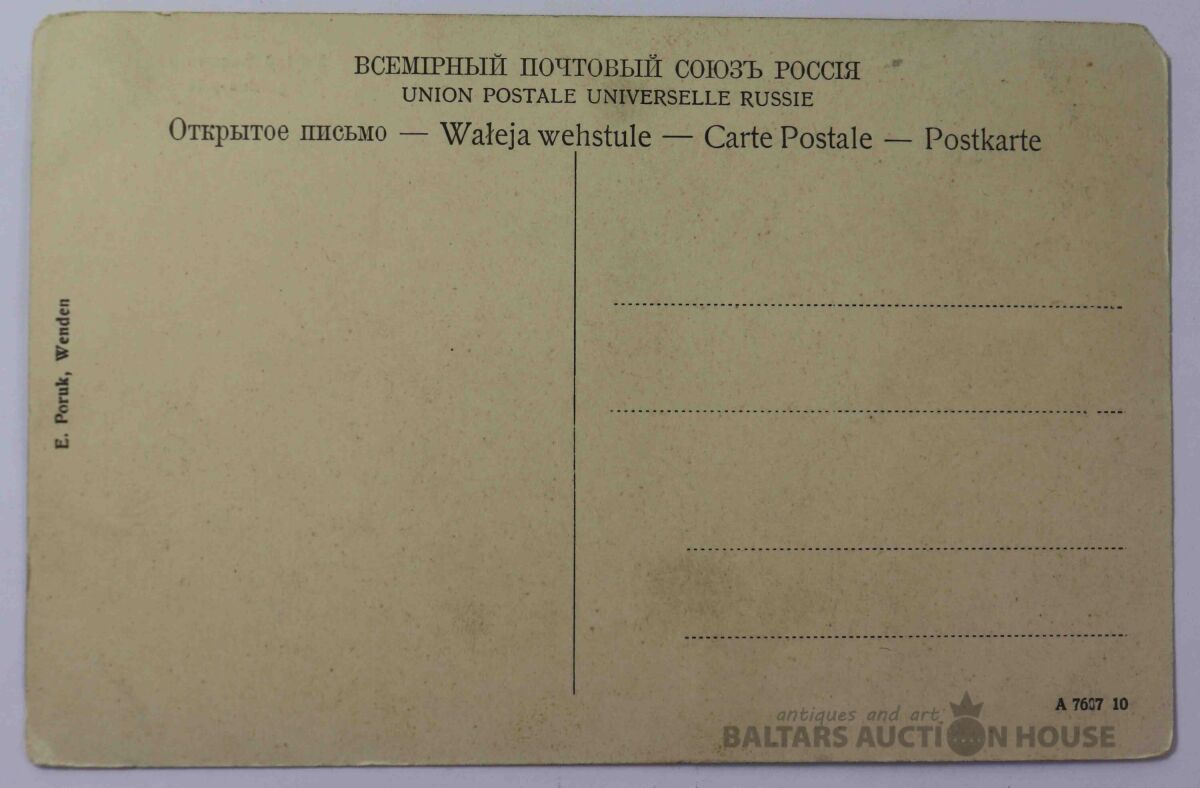 ВСЕМІРНЫЙ ПОЧТОВЫЙ СОЮЗЪ РОССІЯ
UNION POSTALE UNIVERSELLE RUSSIE
Открытое письмо — Wałeja wehstule — Carte Postale — Postkarte
E. Poruk, Wenden
A 7607 10
antiques and art
BALTARS AUCTION HOUSE